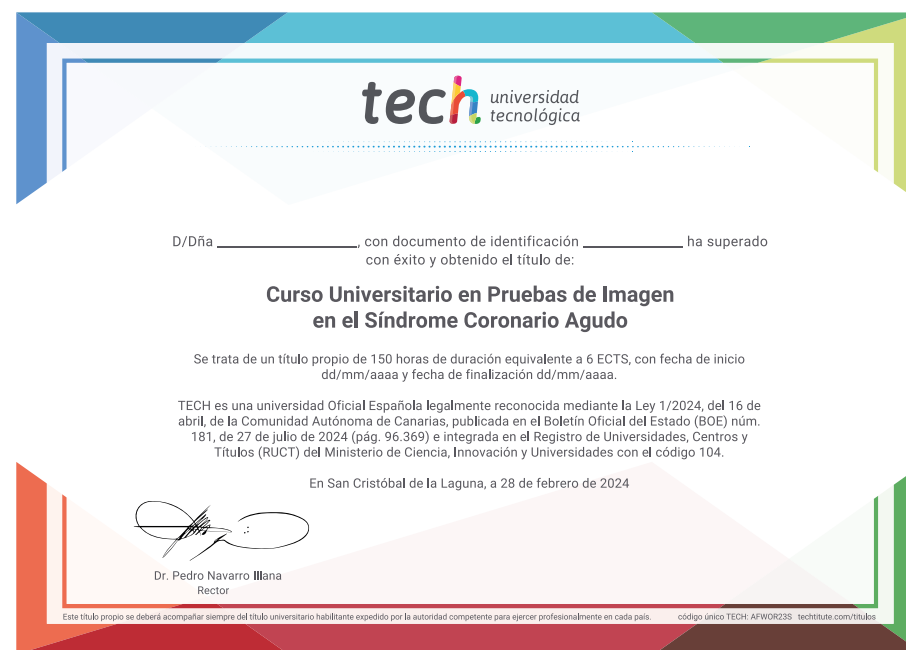 tech universidad
tecnológica
D/Dña ________________, con documento de identificación ____________ ha superado
con éxito y obtenido el título de:
Curso Universitario en Pruebas de Imagen
en el Síndrome Coronario Agudo
Se trata de un título propio de 150 horas de duración equivalente a 6 ECTS, con fecha de inicio
dd/mm/aaaa y fecha de finalización dd/mm/aaaa.
TECH es una universidad Oficial Española legalmente reconocida mediante la Ley 1/2024, del 16 de
abril, de la Comunidad Autónoma de Canarias, publicada en el Boletín Oficial del Estado (BOE) núm.
181, de 27 de julio de 2024 (pág. 96.369) e integrada en el Registro de Universidades, Centros y
Títulos (RUCT) del Ministerio de Ciencia, Innovación y Universidades con el código 104.
En San Cristóbal de la Laguna, a 28 de febrero de 2024
Dr. Pedro Navarro Illana
Rector
Este título propio se deberá acompañar siempre del título universitario habilitante expedido por la autoridad competente para ejercer profesionalmente en cada país. código único TECH: AFWOR23S techtitute.com/titulos